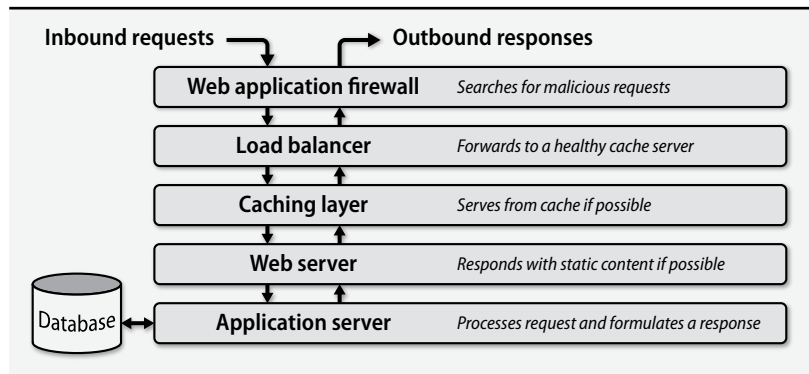 Inbound requests Outbound responses
Web application firewall Searches for malicious requests
Load balancer Forwards to a healthy cache server
Caching layer Serves from cache if possible
Web server Responds with static content if possible
Database Application server Processes request and formulates a response